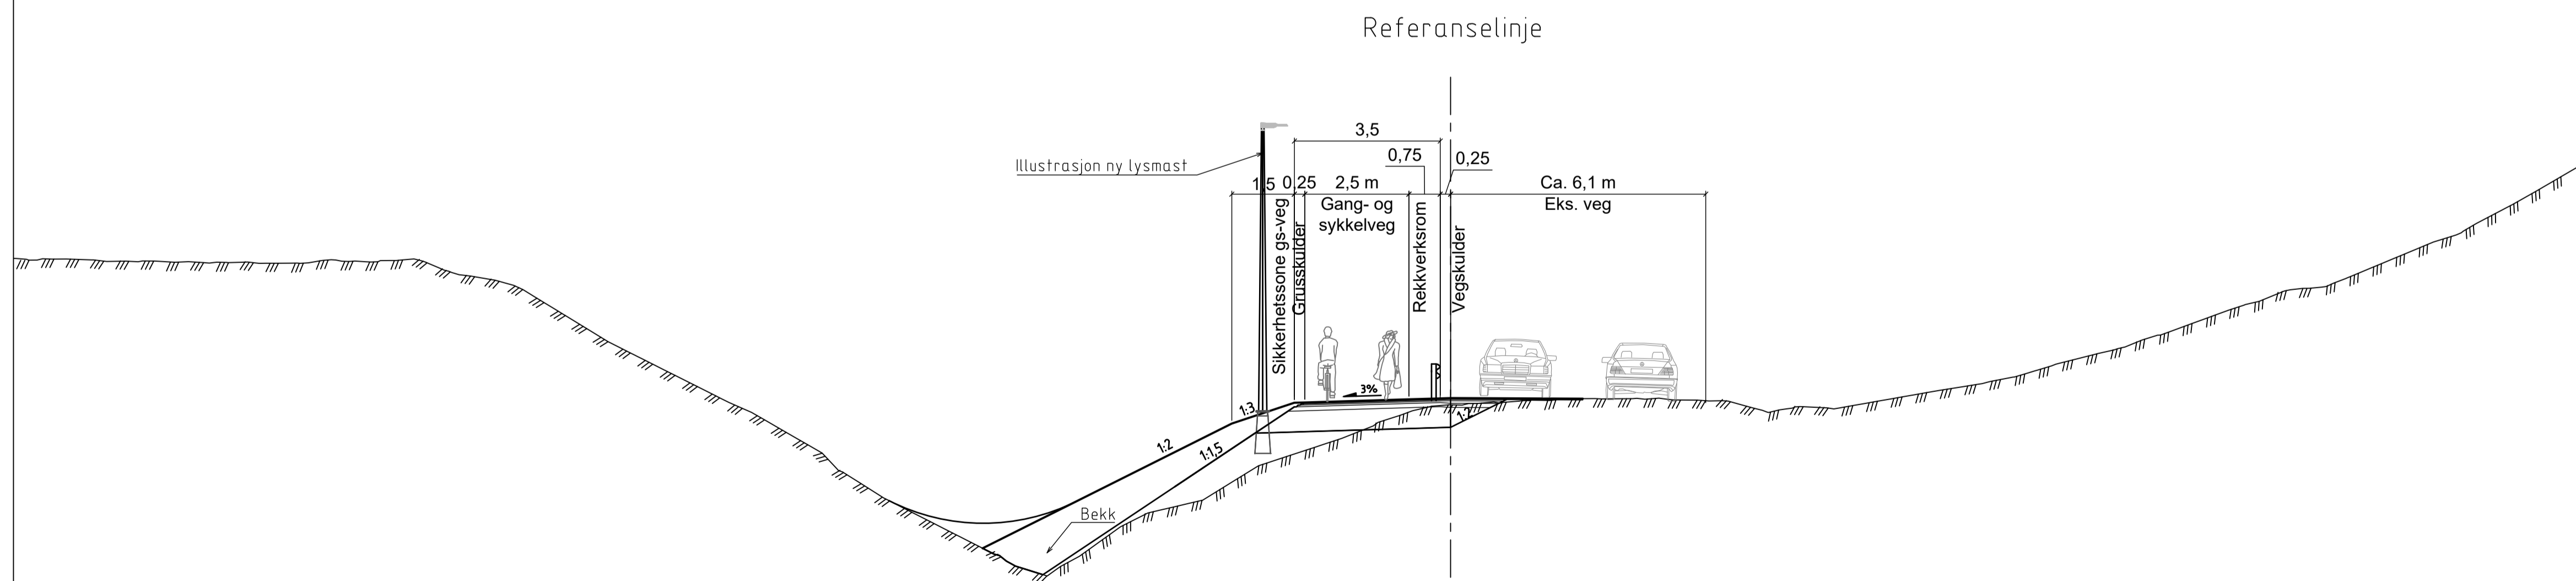 Referanselinje
3,5
Illustrasjon ny lysmast
0,75
0,25
1,5
0,25
2,5 m
Ca. 6,1 m
Gang- og
sykkelveg
Eks. veg
Sikkerhetssone gs-veg
Grusskulder
Rekkverksrom
Vegskulder
3%
1:3
1:2
1:2
1:1,5
Bekk